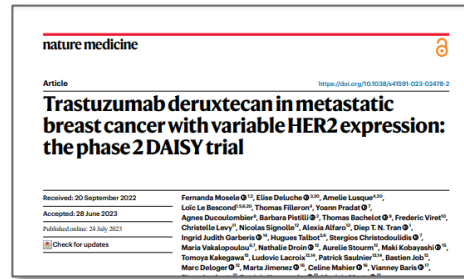 nature medicine
Article
https://doi.org/10.1038/s41591-023-02478-2
Trastuzumab deruxtecan in metastatic
breast cancer with variable HER2 expression:
the phase 2 DAISY trial
Received: 20 September 2022
Accepted: 28 June 2023
Published online: 24 July 2023
Check for updates
Fernanda Mosele, Elise Deluche, Amelie Lusque,
Loïc Le Bescond, Thomas Filleron, Yoann Pradat,
Agnes Ducoulombier, Barbara Pistilli, Thomas Bachelot, Frederic Viret,
Christelle Levy, Nicolas Signolle, Alexia Alfaro, Diep T. N. Tran,
Ingrid Judith Garberis, Hugues Talbot, Stergios Christodoulidis,
Maria Vakalopoulou, Nathalie Droin, Aurelie Stourm, Maki Kobayashi,
Tomoya Kakegawa, Ludovic Lacroix, Patrick Saulnier, Bastien Job,
Marc Deloger, Marta Jimenez, Celine Mahier, Vianney Baris,